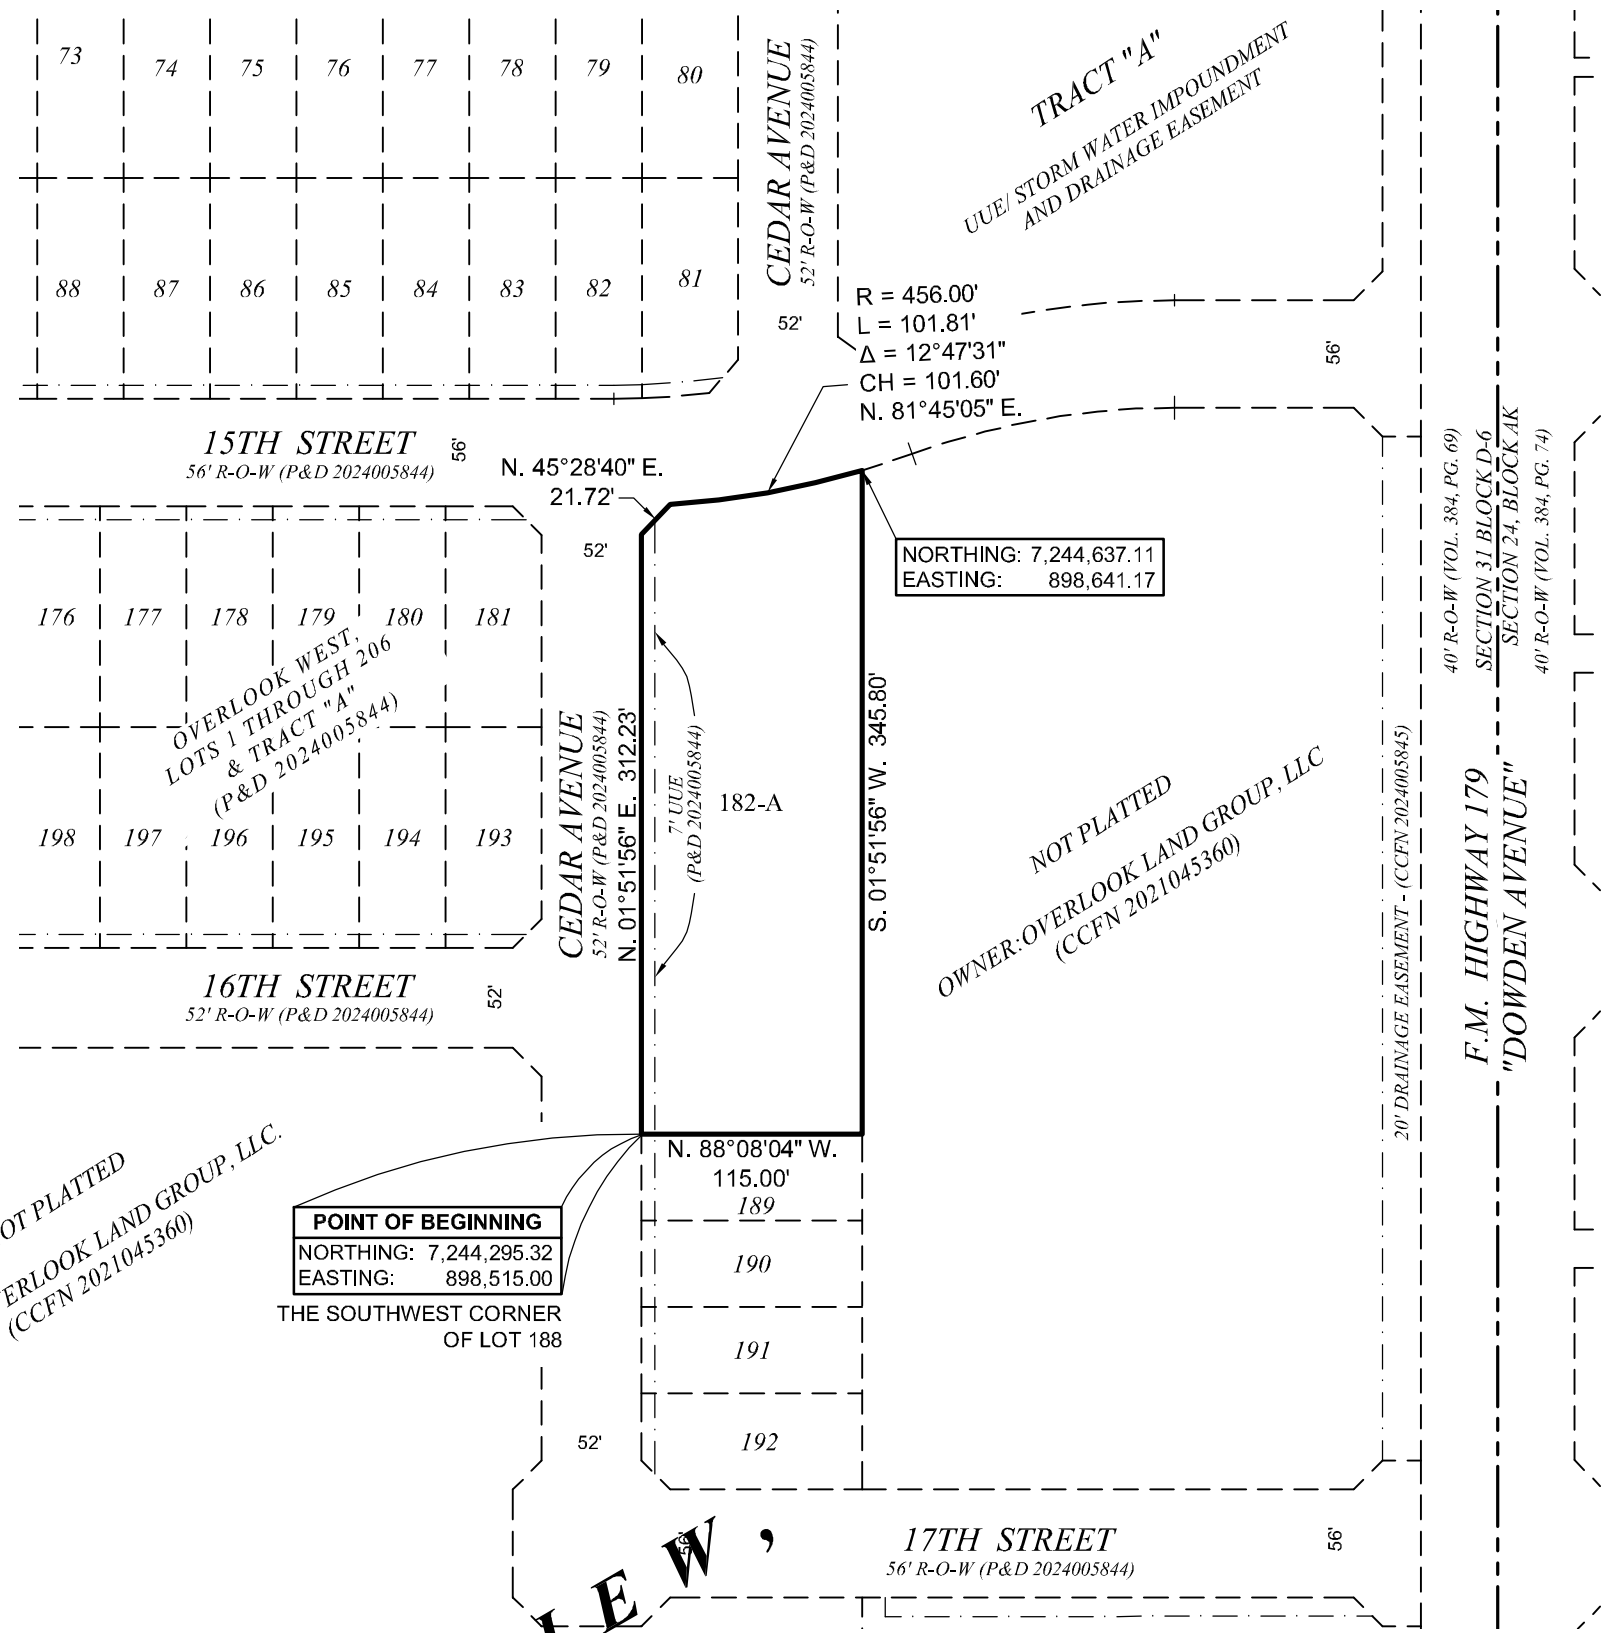 73
74
75
76
77
78
79
80
88
87
86
85
84
83
82
81
CEDAR AVENUE
52' R-O-W (P&D 2024005844)
52'
TRACT "A"
UUE/ STORM WATER IMPOUNDMENT
AND DRAINAGE EASEMENT
R = 456.00'
L = 101.81'
Δ = 12°47'31"
CH = 101.60'
N. 81°45'05" E.
56'
15TH STREET
56' R-O-W (P&D 2024005844)
56'
N. 45°28'40" E.
21.72'
52'
NORTHING: 7,244,637.11
EASTING: 898,641.17
40' R-O-W (VOL. 384, PG. 69)
SECTION 31 BLOCK D-6
SECTION 24, BLOCK AK
40' R-O-W (VOL. 384, PG. 74)
176
177
178
179
180
181
OVERLOOK WEST,
LOTS 1 THROUGH 206
& TRACT "A"
(P&D 2024005844)
198
197
196
195
194
193
CEDAR AVENUE
52' R-O-W (P&D 2024005844)
N. 01°51'56" E. 312.23'
7' UUE
(P&D 2024005844)
182-A
S. 01°51'56" W. 345.80'
NOT PLATTED
OWNER:OVERLOOK LAND GROUP, LLC
(CCFN 2021045360)
20' DRAINAGE EASEMENT - (CCFN 2024005845)
F.M. HIGHWAY 179
"DOWDEN AVENUE"
16TH STREET
52' R-O-W (P&D 2024005844)
52'
N. 88°08'04" W.
115.00'
OT PLATTED
ERLOOK LAND GROUP, LLC.
(CCFN 2021045360)
POINT OF BEGINNING
NORTHING: 7,244,295.32
EASTING: 898,515.00
THE SOUTHWEST CORNER
OF LOT 188
189
190
191
192
52'
17TH STREET
56' R-O-W (P&D 2024005844)
56'
56'
EW,